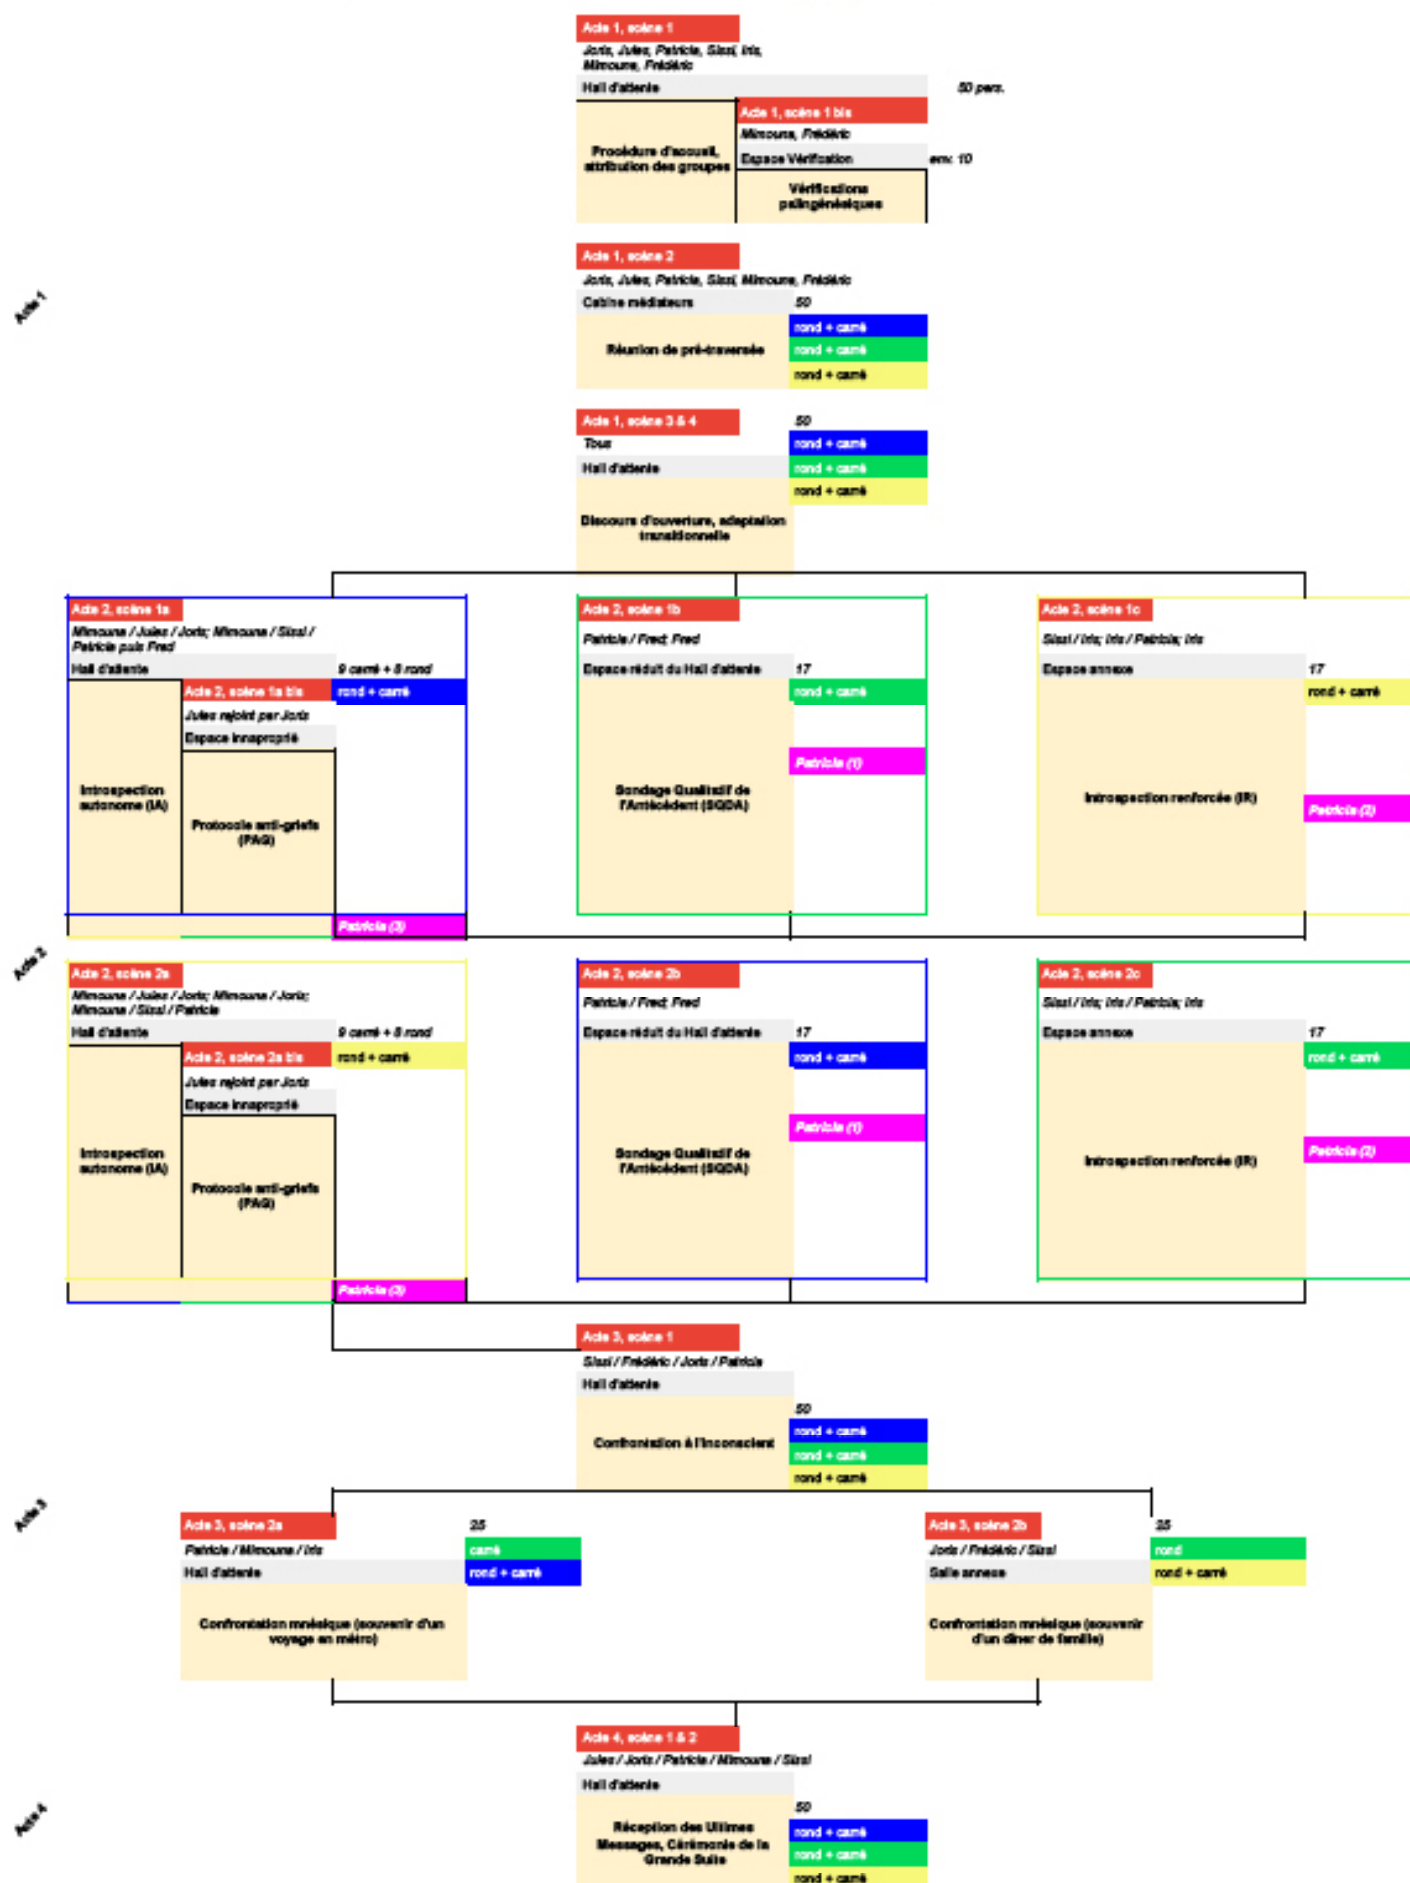 Acte 1, scène 1
Joris, Jules, Patricia, Sissi, Iris,
Mimouna, Frédéric
Hall d'attente
50 pers.
Acte 1, scène 1 bis
Mimouna, Frédéric
Procédure d'accueil,
attribution des groupes
Espace Vérification
env. 10
Vérifications
palingénésiques
Acte 1
Acte 1, scène 2
Joris, Jules, Patricia, Sissi, Mimouna, Frédéric
Cabine médiateurs
50
rond + carré
Réunion de pré-traversée
rond + carré
rond + carré
Acte 1, scène 3 & 4
50
Tous
rond + carré
Hall d'attente
rond + carré
rond + carré
Discours d'ouverture, adaptation
transitionnelle
Acte 2
Acte 2, scène 1a
Mimouna / Jules / Joris; Mimouna / Sissi /
Patricia puis Fred
Hall d'attente
9 carré + 8 rond
Acte 2, scène 1a bis
rond + carré
Jules rejoint par Joris
Espace innaproprié
Introspection
autonome (IA)
Protocole anti-griefs
(PAG)
Patricia (3)
Acte 2, scène 1b
Patricia / Fred; Fred
Espace réduit du Hall d'attente
17
rond + carré
Patricia (1)
Sondage Qualitatif de
l'Antécédent (SQDA)
Acte 2, scène 1c
Sissi / Iris; Iris / Patricia; Iris
Espace annexe
17
rond + carré
Introspection renforcée (IR)
Patricia (2)
Acte 2, scène 2a
Mimouna / Jules / Joris; Mimouna / Joris;
Mimouna / Sissi / Patricia
Hall d'attente
9 carré + 8 rond
Acte 2, scène 2a bis
rond + carré
Jules rejoint par Joris
Espace innaproprié
Introspection
autonome (IA)
Protocole anti-griefs
(PAG)
Patricia (3)
Acte 2, scène 2b
Patricia / Fred; Fred
Espace réduit du Hall d'attente
17
rond + carré
Patricia (1)
Sondage Qualitatif de
l'Antécédent (SQDA)
Acte 2, scène 2c
Sissi / Iris; Iris / Patricia; Iris
Espace annexe
17
rond + carré
Patricia (2)
Introspection renforcée (IR)
Acte 3
Acte 3, scène 1
Sissi / Frédéric / Joris / Patricia
Hall d'attente
50
rond + carré
Confrontation à l'Inconscient
rond + carré
rond + carré
Acte 3, scène 2a
25
Patricia / Mimouna / Iris
carré
Hall d'attente
rond + carré
Confrontation mnésique (souvenir d'un
voyage en métro)
Acte 3, scène 2b
25
Joris / Frédéric / Sissi
rond
Salle annexe
rond + carré
Confrontation mnésique (souvenir
d'un dîner de famille)
Acte 4
Acte 4, scène 1 & 2
Jules / Joris / Patricia / Mimouna / Sissi
Hall d'attente
50
Réception des Ultimes
Messages, Cérémonie de la
Grande Suite
rond + carré
rond + carré
rond + carré